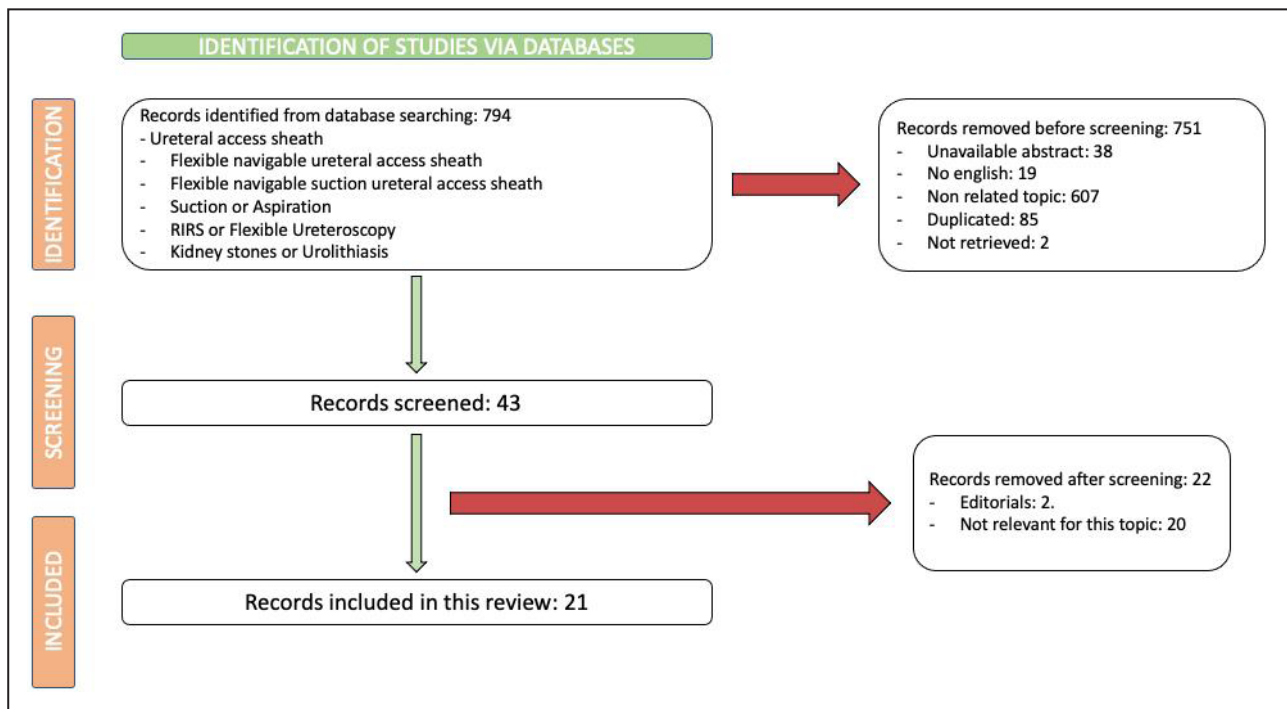 IDENTIFICATION OF STUDIES VIA DATABASES
IDENTIFICATION
Records identified from database searching: 794
- Ureteral access sheath
- Flexible navigable ureteral access sheath
- Flexible navigable suction ureteral access sheath
- Suction or Aspiration
- RIRS or Flexible Ureteroscopy
- Kidney stones or Urolithiasis
Records removed before screening: 751
- Unavailable abstract: 38
- No english: 19
- Non related topic: 607
- Duplicated: 85
- Not retrieved: 2
SCREENING
Records screened: 43
Records removed after screening: 22
- Editorials: 2.
- Not relevant for this topic: 20
INCLUDED
Records included in this review: 21